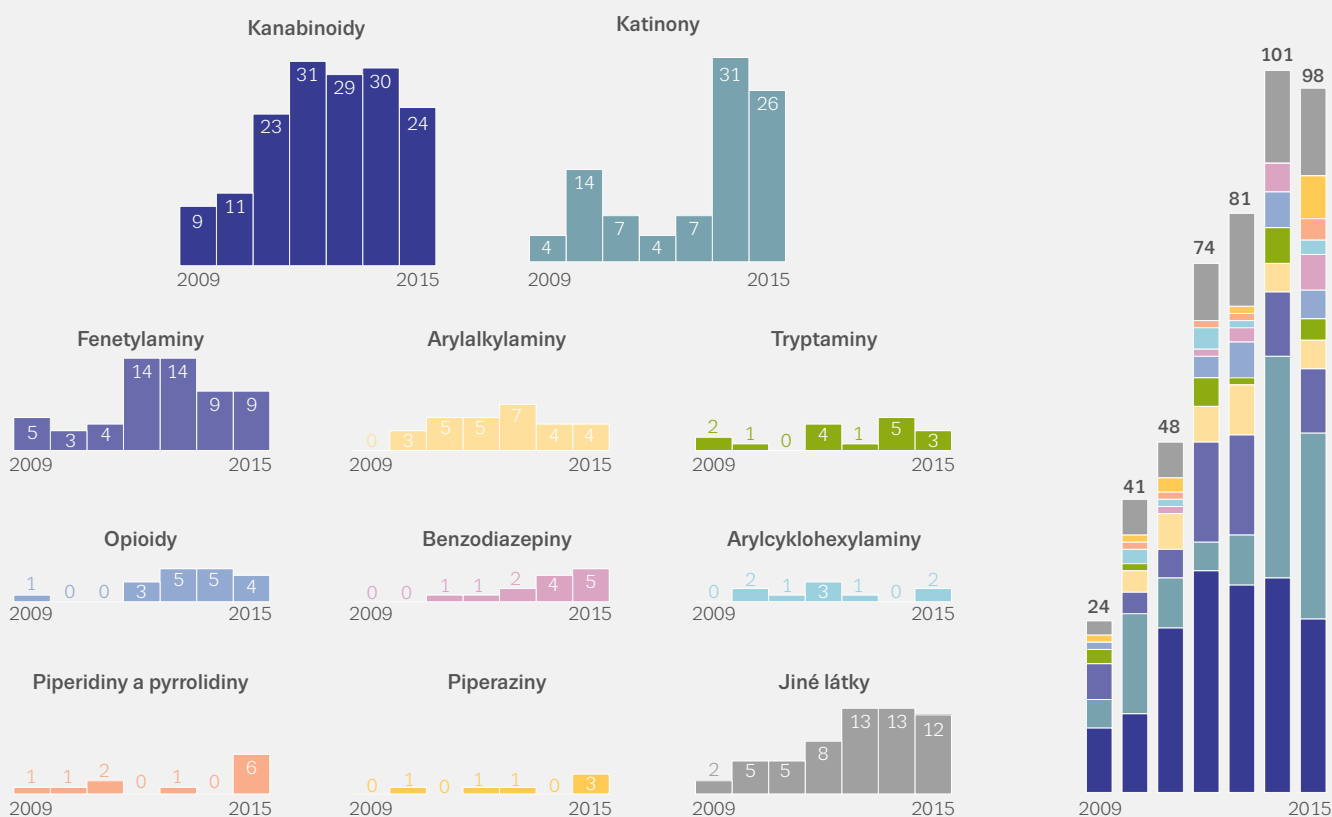 Kanabinoidy
9 11 23 31 29 30 24
2009 2015
Katinony
4 14 7 4 7 31 26
2009 2015
Fenetylaminy
5 3 4 14 14 9 9
2009 2015
Arylalkylaminy
0 3 5 5 7 4 4
2009 2015
Tryptaminy
2 1 0 4 1 5 3
2009 2015
Opioidy
1 0 0 3 5 5 4
2009 2015
Benzodiazepiny
0 0 1 1 2 4 5
2009 2015
Arylcyklohexylaminy
0 2 1 3 1 0 2
2009 2015
Piperidiny a pyrrolidiny
1 1 2 0 1 0 6
2009 2015
Piperaziny
0 1 0 1 1 0 3
2009 2015
Jiné látky
2 5 5 8 13 13 12
2009 2015
24 41 48 74 81 101 98
2009 2015